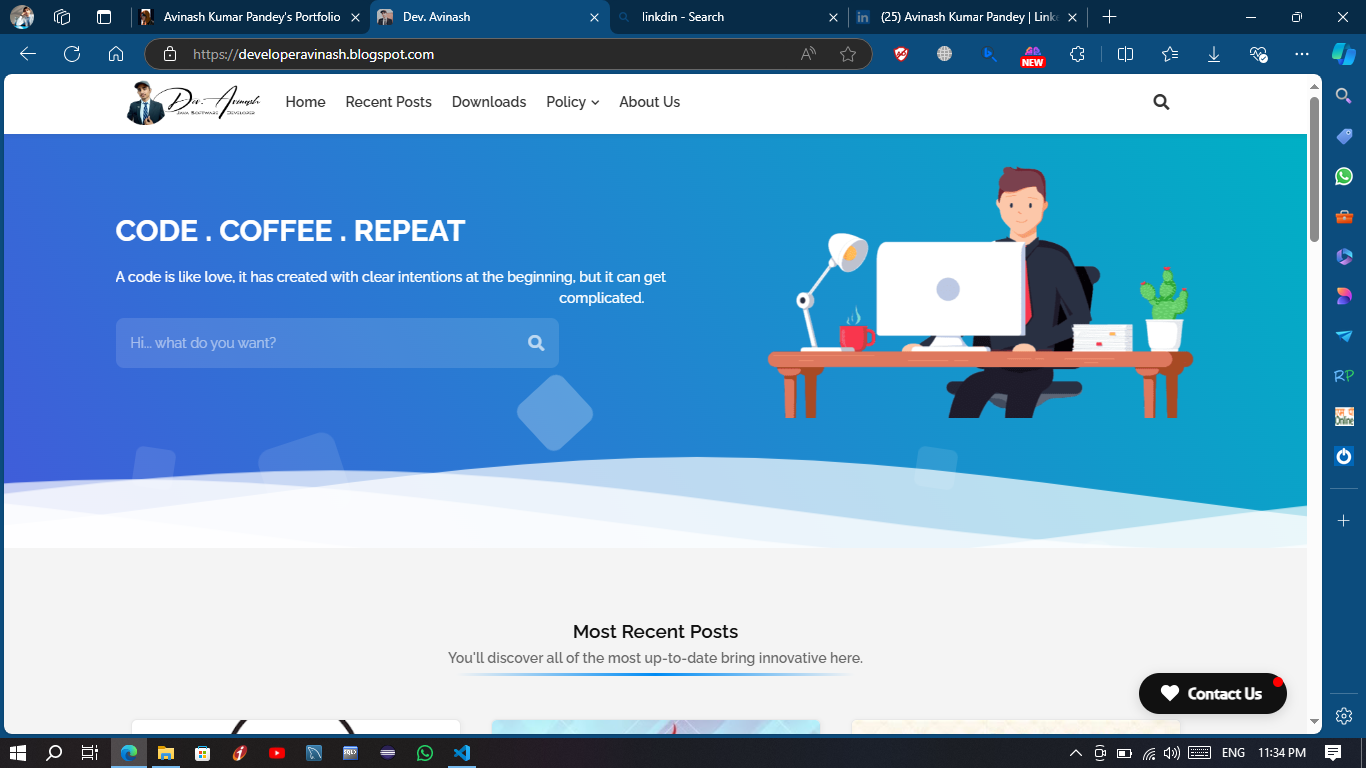 Avinash Kumar Pandey's Portfolio
Dev. Avinash
linkdin - Search
(25) Avinash Kumar Pandey | Link
https://developeravinash.blogspot.com
NEW
Dev. Avinash
Java Software Developer
Home
Recent Posts
Downloads
Policy
About Us
CODE . COFFEE . REPEAT
A code is like love, it has created with clear intentions at the beginning, but it can get
complicated.
Hi... what do you want?
Most Recent Posts
You'll discover all of the most up-to-date bring innovative here.
Contact Us
RP
Online
ENG
11:34 PM